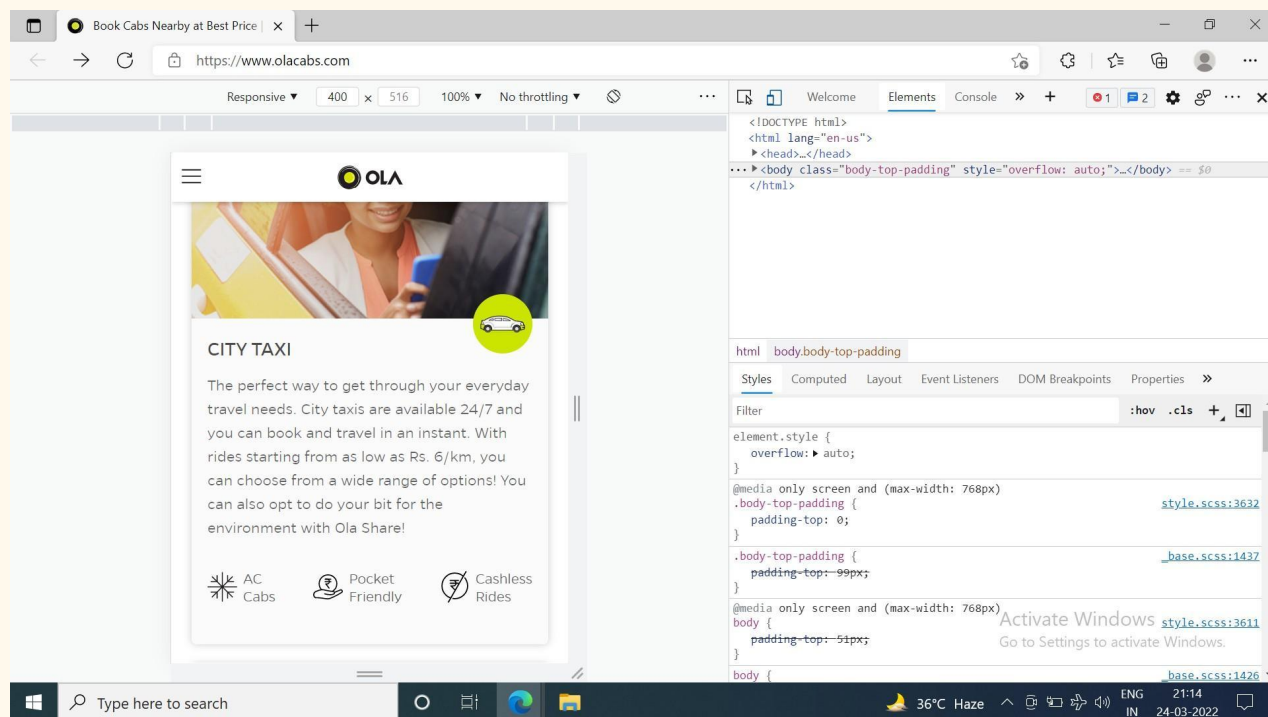 Book Cabs Nearby at Best Price |
https://www.olacabs.com
Responsive ▼ 400 x 516 100% ▼ No throttling ▼
OLA
CITY TAXI
The perfect way to get through your everyday
travel needs. City taxis are available 24/7 and
you can book and travel in an instant. With
rides starting from as low as Rs. 6/km, you
can choose from a wide range of options! You
can also opt to do your bit for the
environment with Ola Share!
AC
Cabs
Pocket
Friendly
Cashless
Rides
Welcome Elements Console » + 1 2
<!DOCTYPE html>
<html lang="en-us">
<head>…</head>
<body class="body-top-padding" style="overflow: auto;">…</body> == $0
</html>
html body.body-top-padding
Styles Computed Layout Event Listeners DOM Breakpoints Properties »
Filter :hov .cls +
element.style {
overflow: auto;
}
@media only screen and (max-width: 768px)
.body-top-padding { style.scss:3632
padding-top: 0;
}
.body-top-padding { _base.scss:1437
padding-top: 99px;
}
@media only screen and (max-width: 768px)
body { style.scss:3611
padding-top: 51px;
}
body { _base.scss:1426
Activate Windows
Go to Settings to activate Windows.
Type here to search
36°C Haze
ENG
IN
21:14
24-03-2022